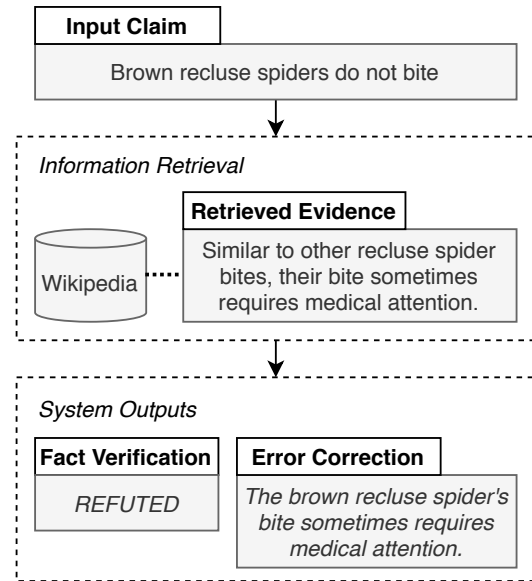 Input Claim
Brown recluse spiders do not bite
Information Retrieval
Retrieved Evidence
Wikipedia
Similar to other recluse spider
bites, their bite sometimes
requires medical attention.
System Outputs
Fact Verification
REFUTED
Error Correction
The brown recluse spider's
bite sometimes requires
medical attention.